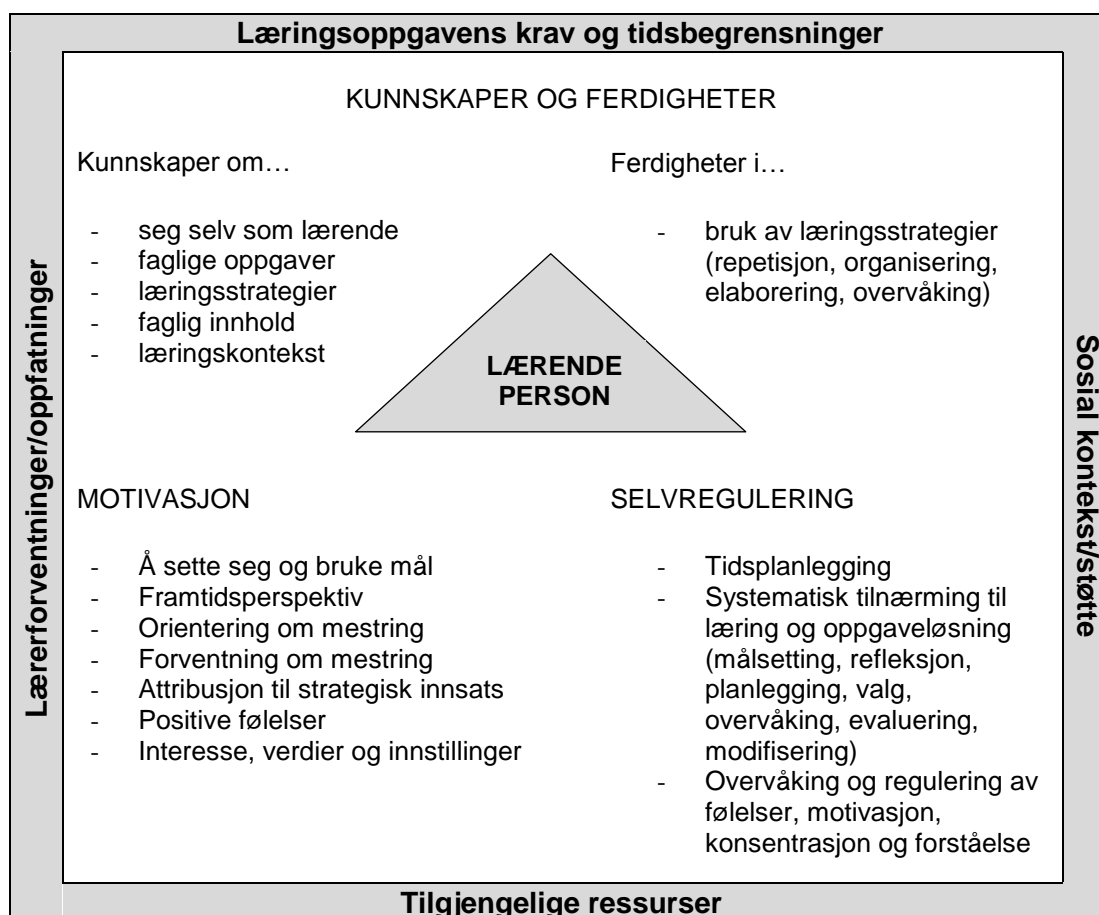 Læringsoppgavens krav og tidsbegrensninger
Lærerforventninger/oppfatninger
KUNNSKAPER OG FERDIGHETER
Kunnskaper om…
- seg selv som lærende
- faglige oppgaver
- læringsstrategier
- faglig innhold
- læringskontekst
Ferdigheter i…
- bruk av læringsstrategier
(repetisjon, organisering,
elaborering, overvåking)
LÆRENDE
PERSON
MOTIVASJON
- Å sette seg og bruke mål
- Framtidsperspektiv
- Orientering om mestring
- Forventning om mestring
- Attribusjon til strategisk innsats
- Positive følelser
- Interesse, verdier og innstillinger
SELVREGULERING
- Tidsplanlegging
- Systematisk tilnærming til
læring og oppgaveløsning
(målsetting, refleksjon,
planlegging, valg,
overvåking, evaluering,
modifisering)
- Overvåking og regulering av
følelser, motivasjon,
konsentrasjon og forståelse
Sosial kontekst/støtte
Tilgjengelige ressurser